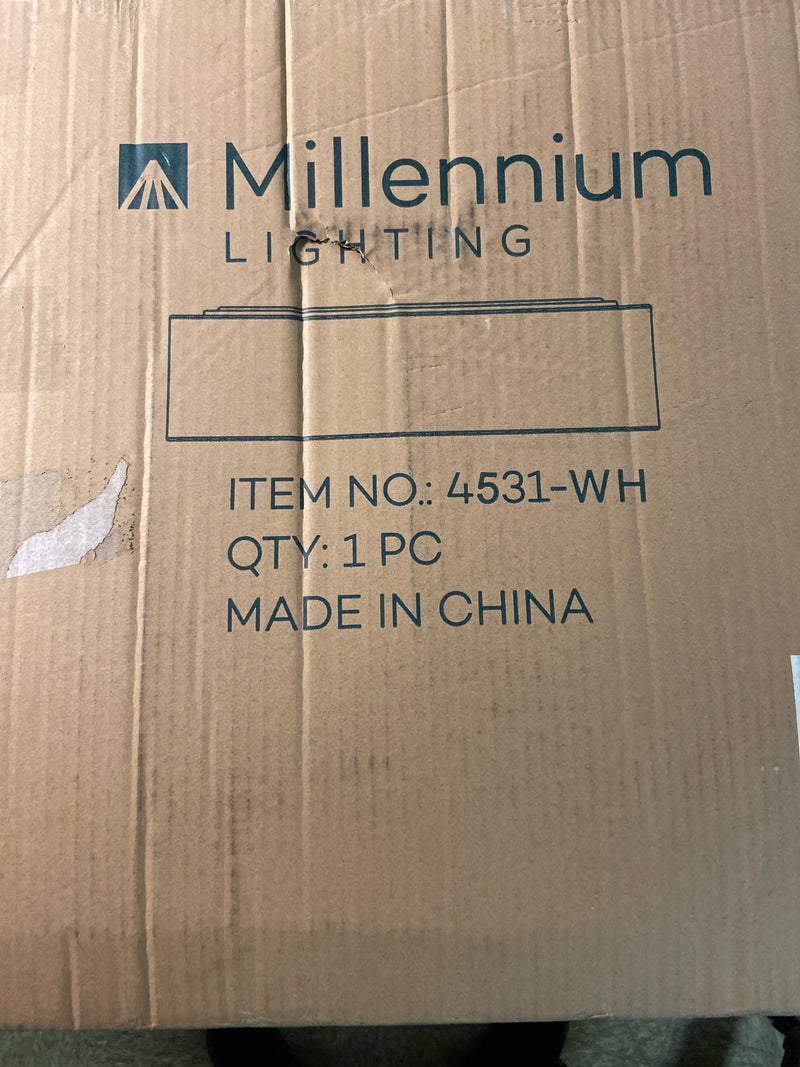 Millennium
LIGHTING
ITEM NO.: 4531-WH
QTY: 1 PC
MADE IN CHINA